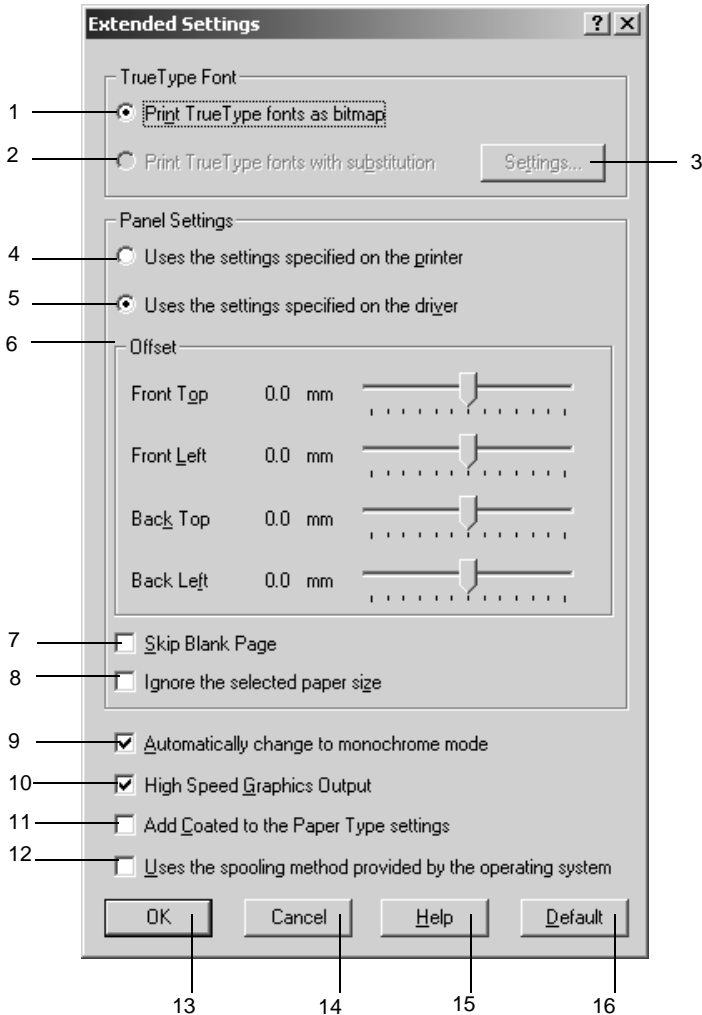 Extended Settings ? ×
TrueType Font
1 Print TrueType fonts as bitmap
2 Print TrueType fonts with substitution Settings... 3
Panel Settings
4 Uses the settings specified on the printer
5 Uses the settings specified on the driver
6 Offset
Front Top 0.0 mm
Front Left 0.0 mm
Back Top 0.0 mm
Back Left 0.0 mm
7 Skip Blank Page
8 Ignore the selected paper size
9 Automatically change to monochrome mode
10 High Speed Graphics Output
11 Add Coated to the Paper Type settings
12 Uses the spooling method provided by the operating system
OK Cancel Help Default
13 14 15 16